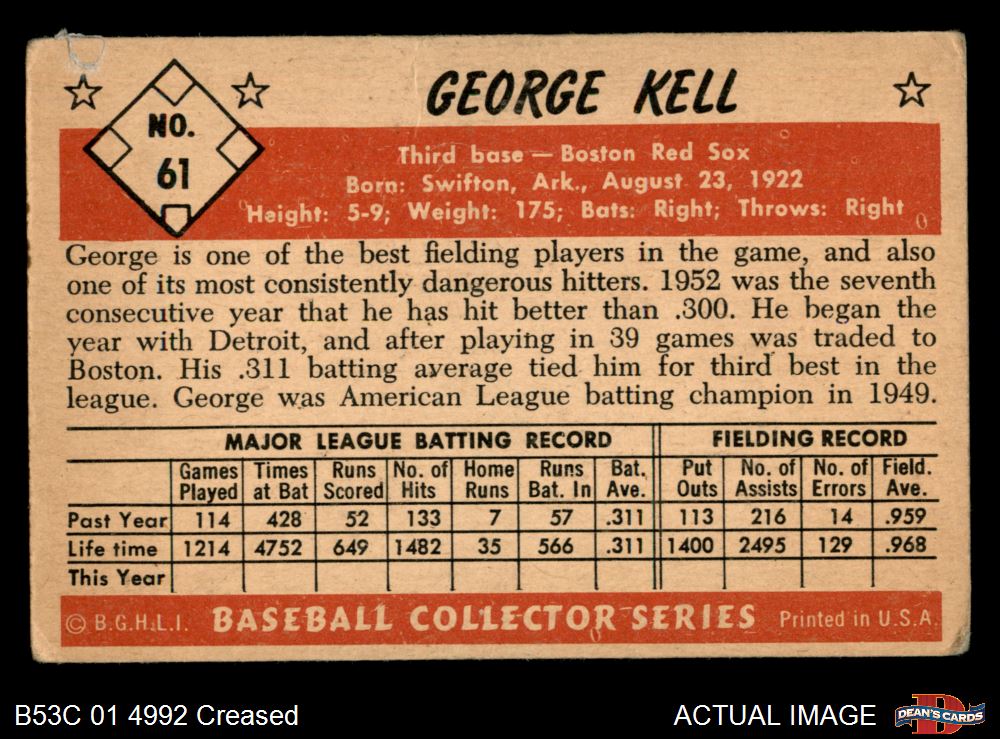 NO.
61
GEORGE KELL
Third base — Boston Red Sox
Born: Swifton, Ark., August 23, 1922
Height: 5-9; Weight: 175; Bats: Right; Throws: Right
George is one of the best fielding players in the game, and also
one of its most consistently dangerous hitters. 1952 was the seventh
consecutive year that he has hit better than .300. He began the
year with Detroit, and after playing in 39 games was traded to
Boston. His .311 batting average tied him for third best in the
league. George was American League batting champion in 1949.
MAJOR LEAGUE BATTING RECORD FIELDING RECORD
Games Times Runs No. of Home Runs Bat. Put No. of No. of Field.
Played at Bat Scored Hits Runs Bat. In Ave. Outs Assists Errors Ave.
Past Year 114 428 52 133 7 57 .311 113 216 14 .959
Life time 1214 4752 649 1482 35 566 .311 1400 2495 129 .968
This Year
© B.G.H.L.I. BASEBALL COLLECTOR SERIES Printed in U.S.A.
B53C 01 4992 Creased ACTUAL IMAGE DEAN'S CARDS